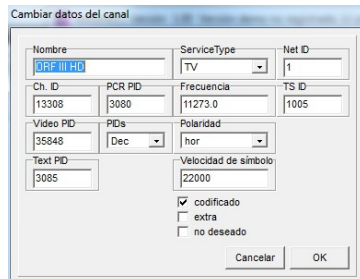 Cambiar datos del canal
Nombre ServiceType Net ID
ORF III HD TV 1
Ch. ID PCR PID Frecuencia TS ID
13308 3080 11273.0 1005
Video PID PIDs Polaridad
35848 Dec hor
Text PID Velocidad de símbolo
3085 22000
codificado
extra
no deseado
Cancelar OK